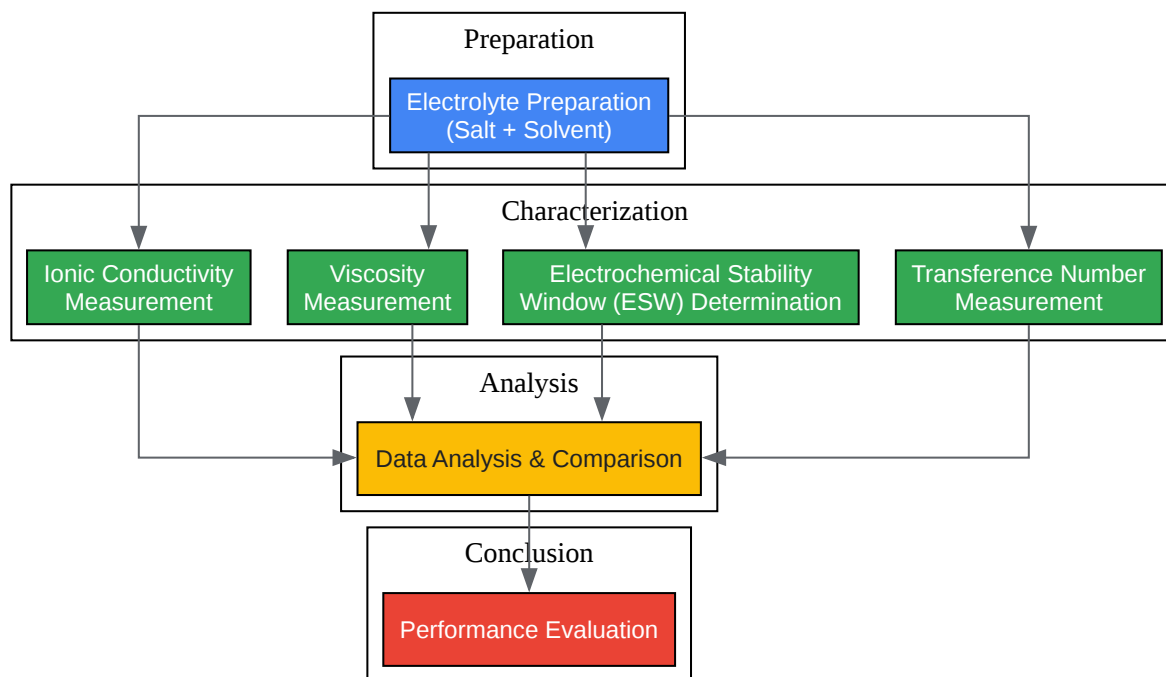 Preparation
Electrolyte Preparation
(Salt + Solvent)
Characterization
Ionic Conductivity
Measurement
Viscosity
Measurement
Electrochemical Stability
Window (ESW) Determination
Transference Number
Measurement
Analysis
Data Analysis & Comparison
Conclusion
Performance Evaluation